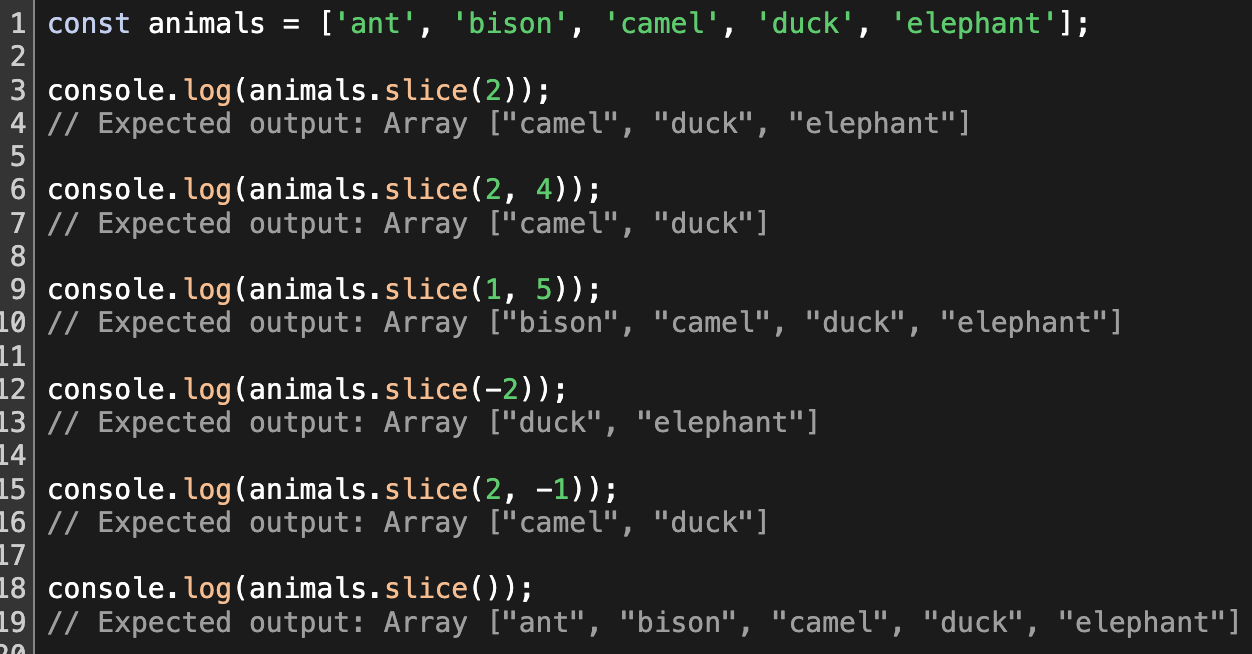 1 const animals = ['ant', 'bison', 'camel', 'duck', 'elephant'];
2
3 console.log(animals.slice(2));
4 // Expected output: Array ["camel", "duck", "elephant"]
5
6 console.log(animals.slice(2, 4));
7 // Expected output: Array ["camel", "duck"]
8
9 console.log(animals.slice(1, 5));
10 // Expected output: Array ["bison", "camel", "duck", "elephant"]
11
12 console.log(animals.slice(-2));
13 // Expected output: Array ["duck", "elephant"]
14
15 console.log(animals.slice(2, -1));
16 // Expected output: Array ["camel", "duck"]
17
18 console.log(animals.slice());
19 // Expected output: Array ["ant", "bison", "camel", "duck", "elephant"]
20